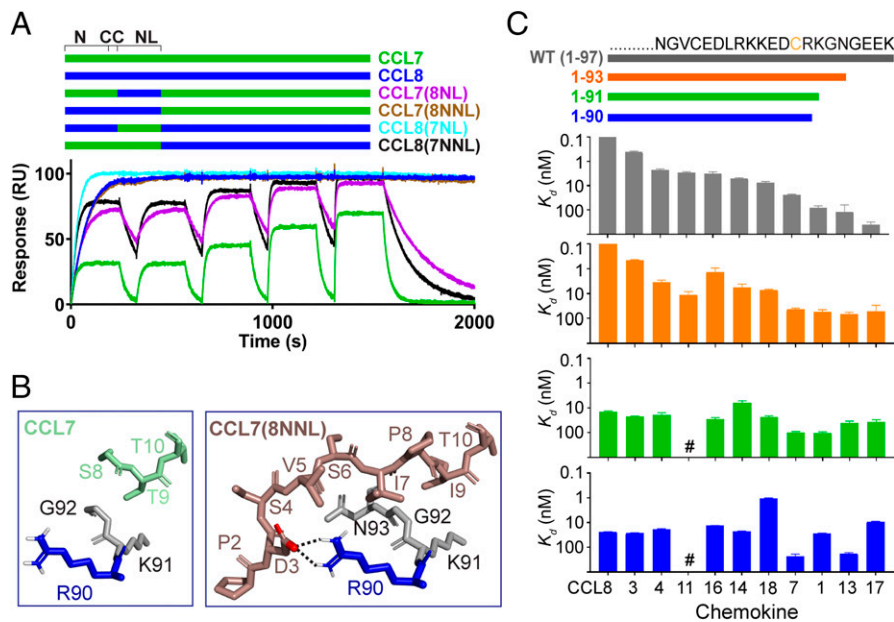 A
N CC NL
CCL7
CCL8
CCL7(8NL)
CCL7(8NNL)
CCL8(7NL)
CCL8(7NNL)
Response (RU)
100
50
0
0 1000 2000
Time (s)
B
CCL7
T10
S8
T9
G92
K91
R90
CCL7(8NNL)
P8
T10
V5
S6
I7
I9
S4
N93
G92
P2
D3
K91
R90
C
..........NGVCEDLRKKEDCRKGNGEEK
WT (1-97)
1-93
1-91
1-90
Kd (nM)
0.1
1
10
100
Kd (nM)
0.1
1
10
100
Kd (nM)
0.1
1
10
100
#
Kd (nM)
0.1
1
10
100
#
CCL8 3 4 11 16 14 18 7 1 13 17
Chemokine